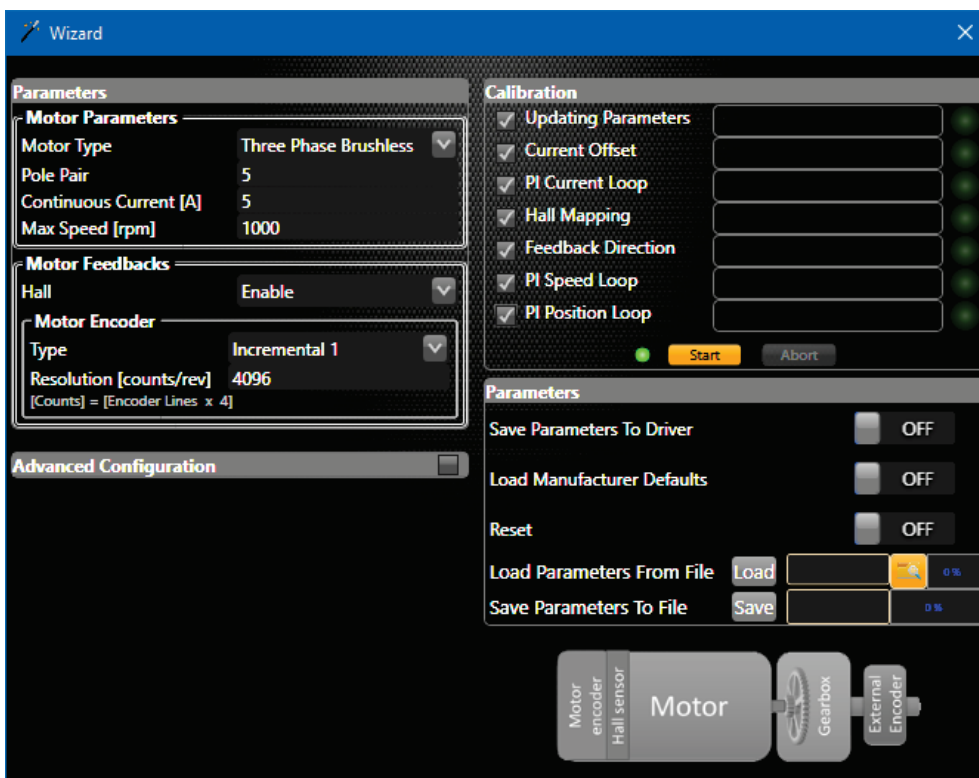 Wizard
Parameters
Motor Parameters
Motor Type Three Phase Brushless
Pole Pair 5
Continuous Current [A] 5
Max Speed [rpm] 1000
Motor Feedbacks
Hall Enable
Motor Encoder
Type Incremental 1
Resolution [counts/rev] 4096
[Counts] = [Encoder Lines x 4]
Advanced Configuration
Calibration
Updating Parameters
Current Offset
PI Current Loop
Hall Mapping
Feedback Direction
PI Speed Loop
PI Position Loop
Start Abort
Parameters
Save Parameters To Driver OFF
Load Manufacturer Defaults OFF
Reset OFF
Load Parameters From File Load 0 %
Save Parameters To File Save 0 %
Motor
encoder
Hall sensor
Motor
Gearbox
External
Encoder